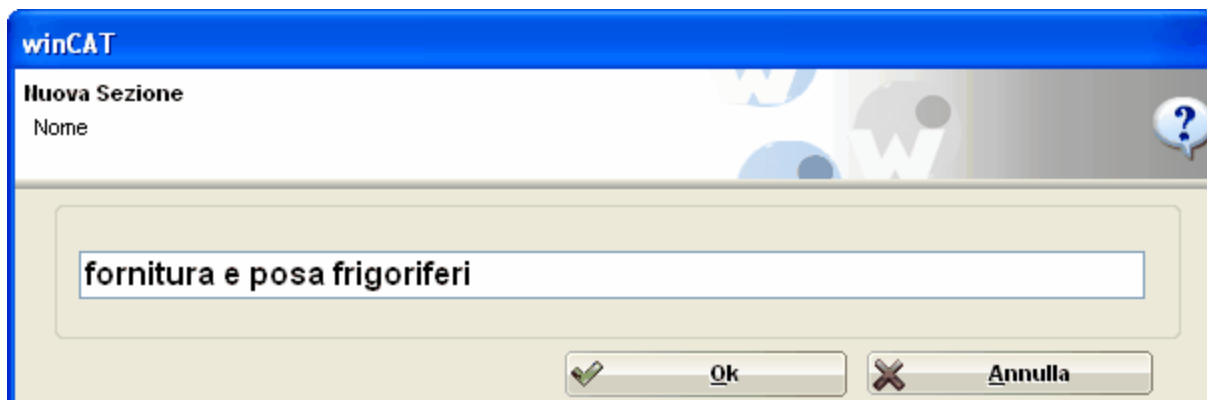 winCAT
Nuova Sezione
Nome
fornitura e posa frigoriferi
Ok
Annulla